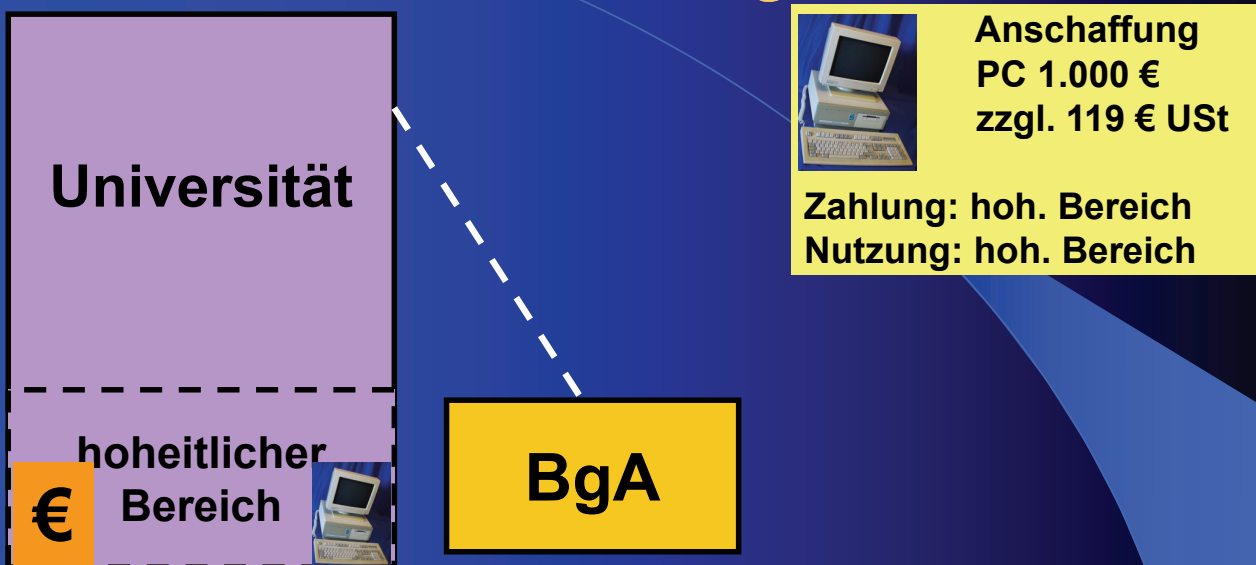 Anschaffung
PC 1.000 €
zzgl. 119 € USt
Zahlung: hoh. Bereich
Nutzung: hoh. Bereich
Universität
hoheitlicher
Bereich
€
BgA